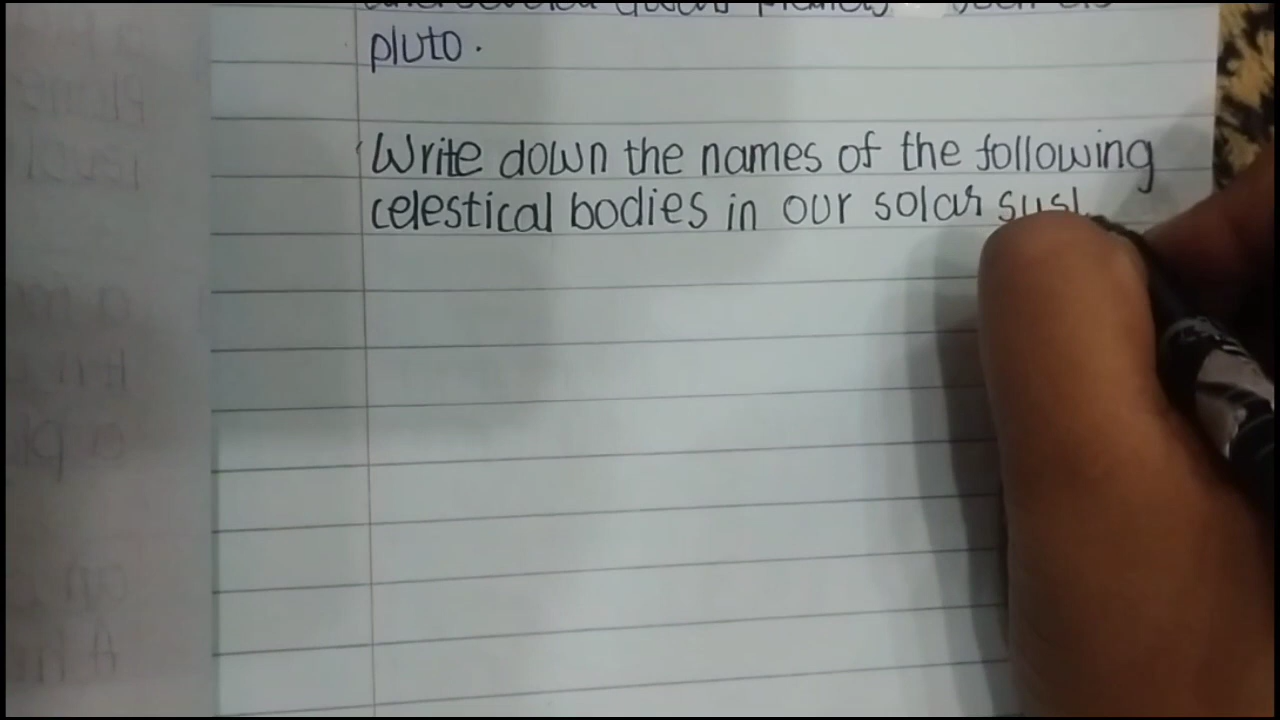 pluto.
Write down the names of the following
celestical bodies in our solar